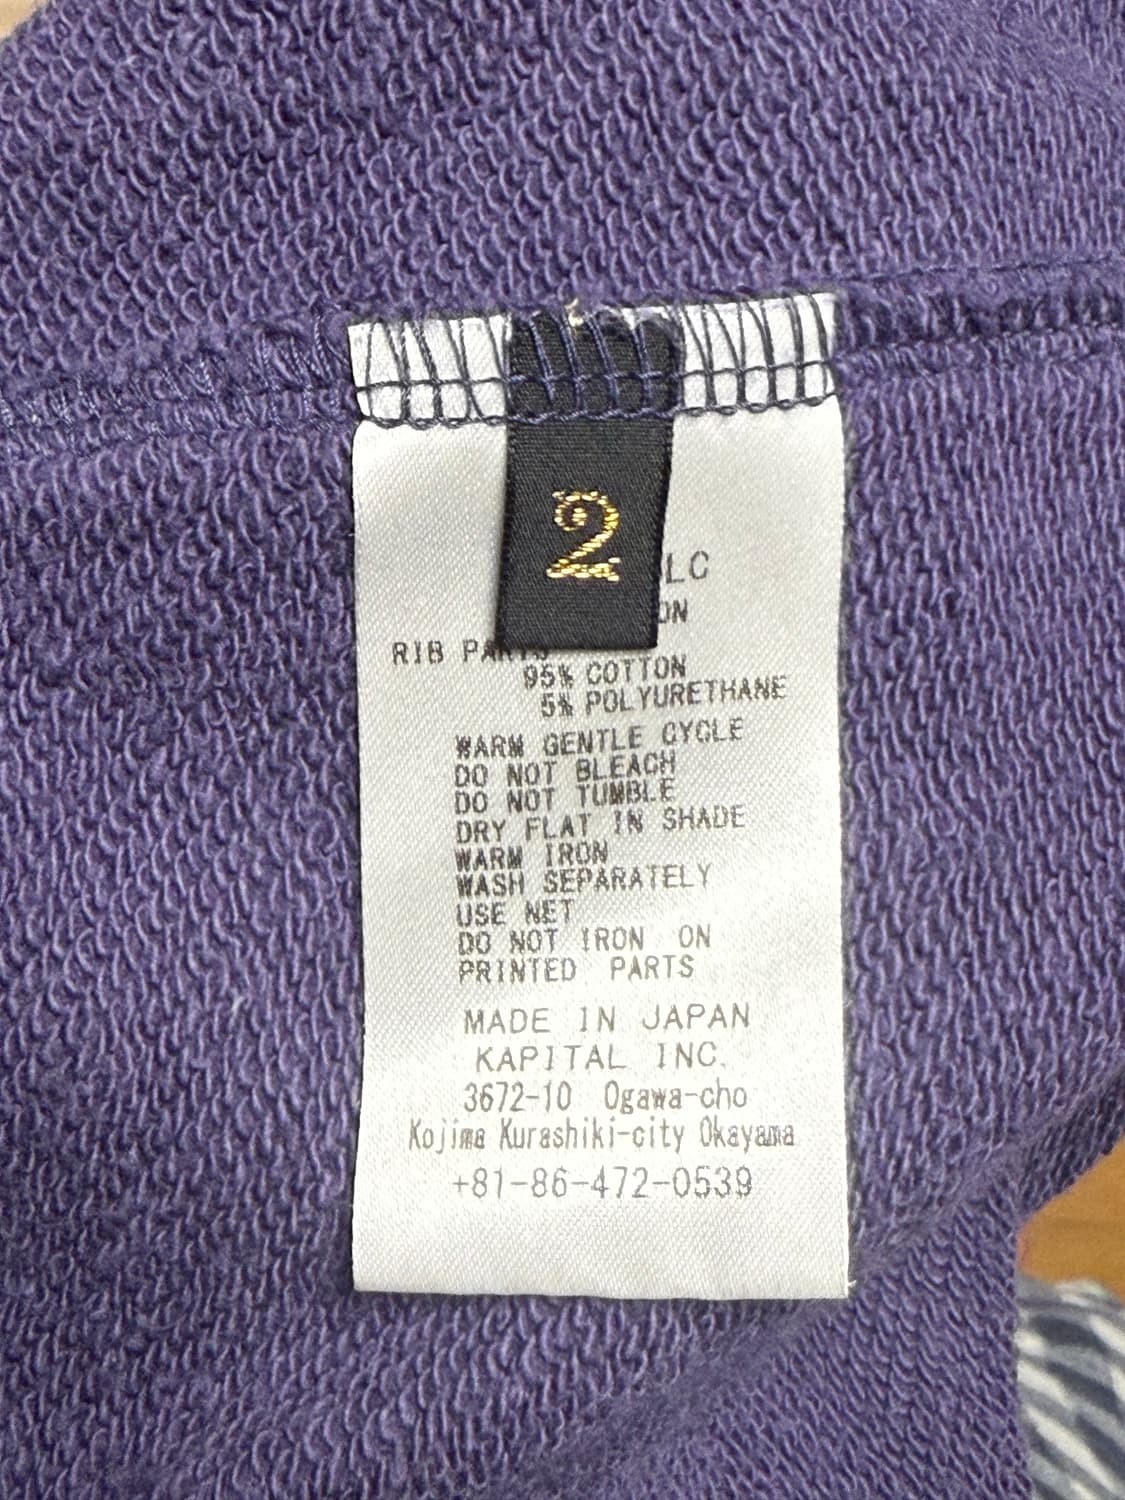 2
LC
ON
RIB PARTS
95% COTTON
5% POLYURETHANE
WARM GENTLE CYCLE
DO NOT BLEACH
DO NOT TUMBLE
DRY FLAT IN SHADE
WARM IRON
WASH SEPARATELY
USE NET
DO NOT IRON ON
PRINTED PARTS
MADE IN JAPAN
KAPITAL INC.
3672-10 Ogawa-cho
Kojima Kurashiki-city Okayama
+81-86-472-0539